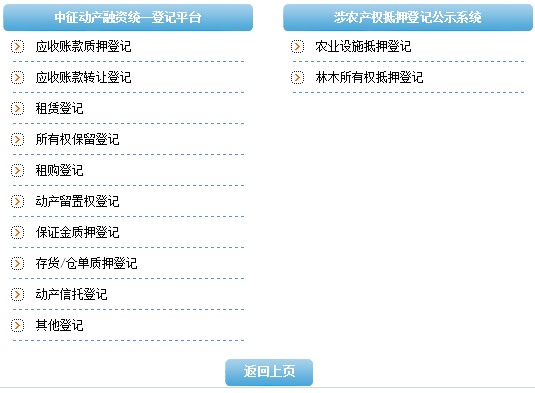 中征动产融资统一登记平台
应收账款质押登记
应收账款转让登记
租赁登记
所有权保留登记
租购登记
动产留置权登记
保证金质押登记
存货/仓单质押登记
动产信托登记
其他登记
涉农产权抵押登记公示系统
农业设施抵押登记
林木所有权抵押登记
返回上页